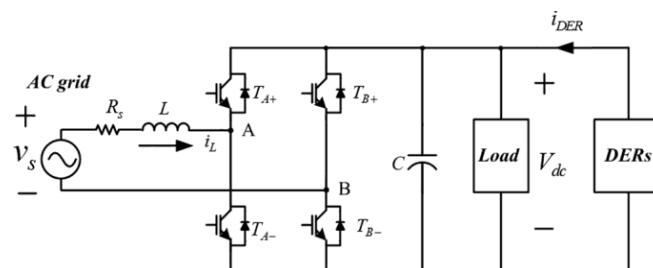 i_DER
AC grid
+
R_s
L
T_A+
T_B+
+
v_s
i_L
A
C
Load
V_dc
DERs
−
B
T_A−
T_B−
−